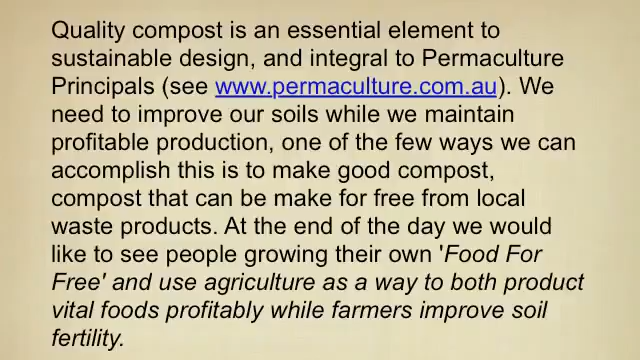 Quality compost is an essential element to
sustainable design, and integral to Permaculture
Principals (see www.permaculture.com.au). We
need to improve our soils while we maintain
profitable production, one of the few ways we can
accomplish this is to make good compost,
compost that can be make for free from local
waste products. At the end of the day we would
like to see people growing their own 'Food For
Free' and use agriculture as a way to both product
vital foods profitably while farmers improve soil
fertility.